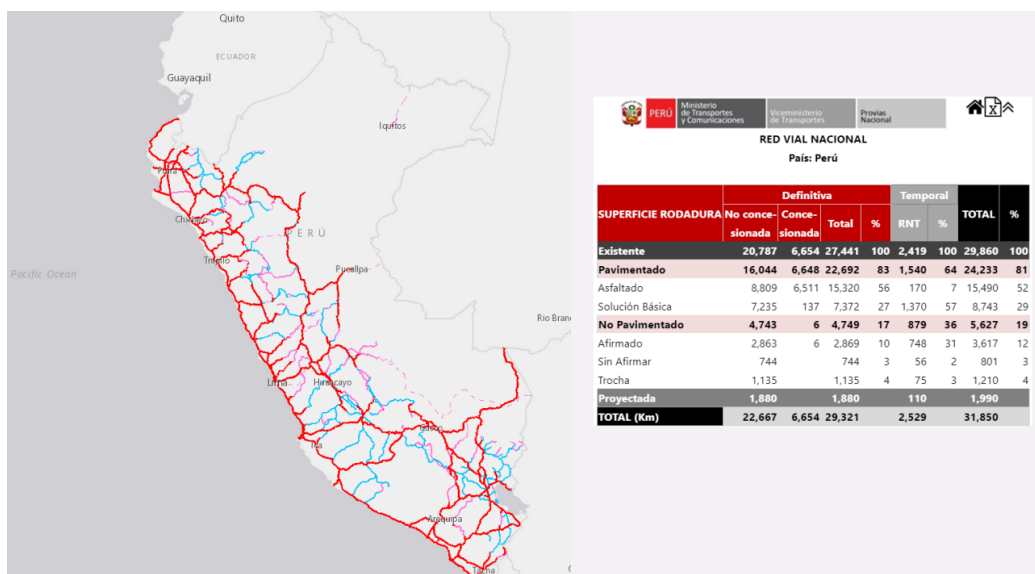 Quito
ECUADOR
Guayaquil
Iquitos
Piura
Chiclayo
PERÚ
Trujillo
Pucallpa
Pacific Ocean
Rio Bran
Lima
Huancayo
Cusco
Ica
Arequipa
Tacna
PERÚ Ministerio de Transportes y Comunicaciones Viceministerio de Transportes Provias Nacional
RED VIAL NACIONAL
País: Perú
Definitiva Temporal
SUPERFICIE RODADURA No conce-sionada Conce-sionada Total % RNT % TOTAL %
Existente 20,787 6,654 27,441 100 2,419 100 29,860 100
Pavimentado 16,044 6,648 22,692 83 1,540 64 24,233 81
Asfaltado 8,809 6,511 15,320 56 170 7 15,490 52
Solución Básica 7,235 137 7,372 27 1,370 57 8,743 29
No Pavimentado 4,743 6 4,749 17 879 36 5,627 19
Afirmado 2,863 6 2,869 10 748 31 3,617 12
Sin Afirmar 744 744 3 56 2 801 3
Trocha 1,135 1,135 4 75 3 1,210 4
Proyectada 1,880 1,880 110 1,990
TOTAL (Km) 22,667 6,654 29,321 2,529 31,850